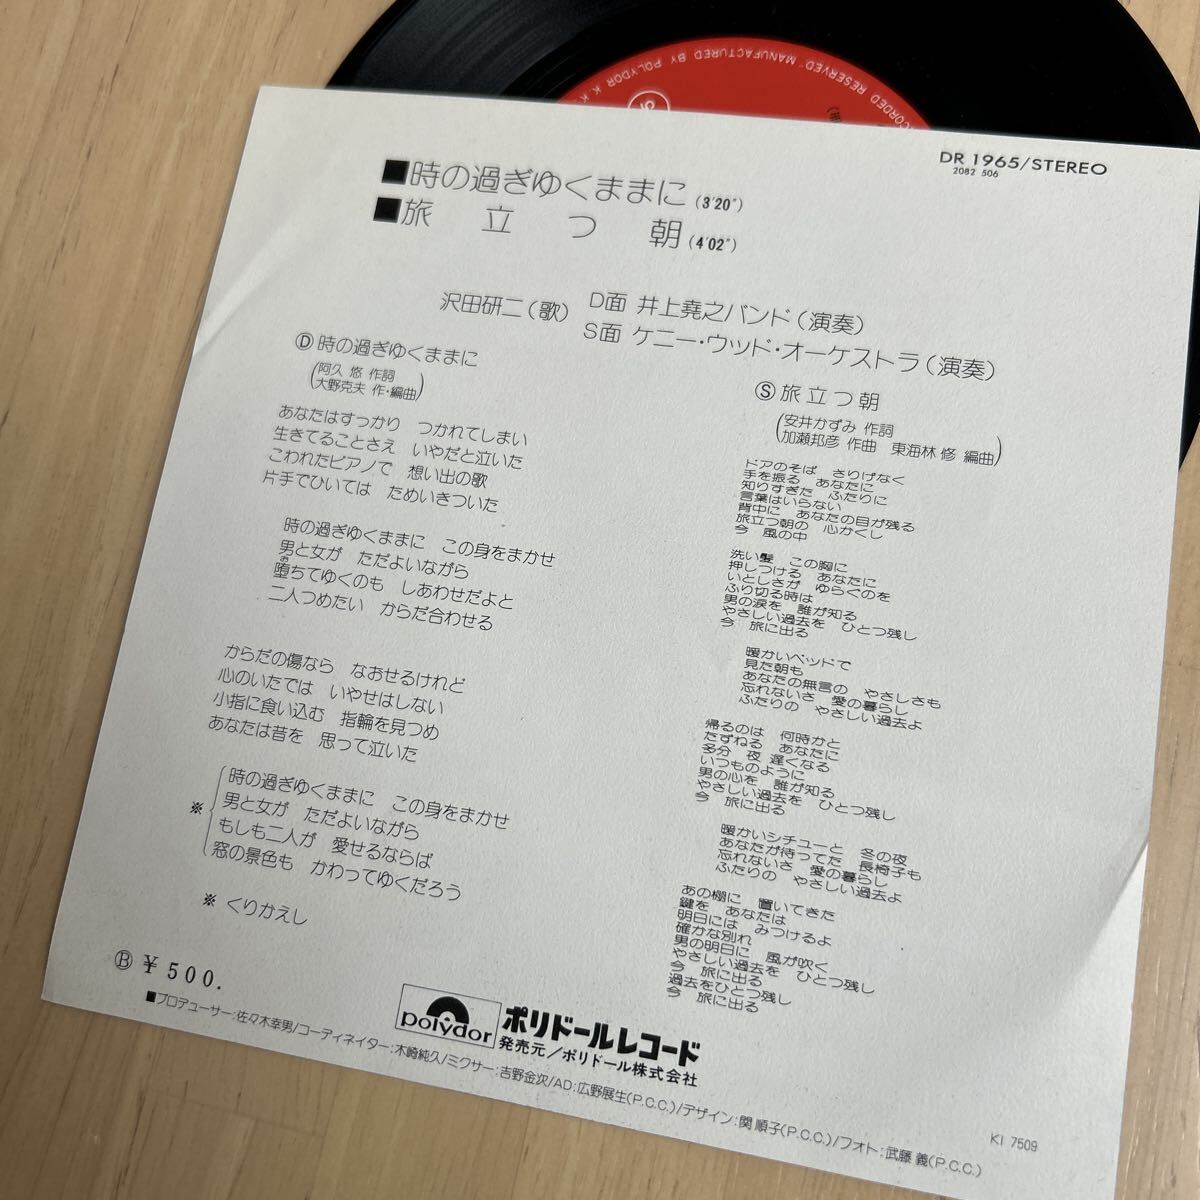 CORDED RESERVED MANUFACTURED BY POLYDOR K.K.
DR 1965/STEREO
2082 506
■時の過ぎゆくままに(3′20″)
■旅立つ朝(4′02″)
沢田研二(歌)
D面 井上堯之バンド(演奏)
S面 ケニー・ウッド・オーケストラ(演奏)
Ⓓ 時の過ぎゆくままに
(阿久 悠 作詞
大野克夫 作・編曲)
あなたはすっかり つかれてしまい
生きてることさえ いやだと泣いた
こわれたピアノで 想い出の歌
片手でひいては ためいきついた
時の過ぎゆくままに この身をまかせ
男と女が ただよいながら
堕ちてゆくのも しあわせだよと
二人つめたい からだ合わせる
からだの傷なら なおせるけれど
心のいたでは いやせはしない
小指に食い込む 指輪を見つめ
あなたは昔を 思って泣いた
※
時の過ぎゆくままに この身をまかせ
男と女が ただよいながら
もしも二人が 愛せるならば
窓の景色も かわってゆくだろう
※ くりかえし
Ⓢ 旅立つ朝
(安井かずみ 作詞
加瀬邦彦 作曲 東海林 修 編曲)
ドアのそば さりげなく
手を振る あなたに
知りすぎた ふたりに
言葉はいらない
背中に あなたの目が残る
旅立つ朝の 心かくし
今 風の中
洗い髪 この胸に
押しつける あなたに
いとしさが ゆらぐのを
ふり切る時は
男の涙を 誰が知る
やさしい過去を ひとつ残し
今 旅に出る
暖かいベッドで
見た朝も
あなたの無言の やさしさも
忘れないさ 愛の暮らし
ふたりの やさしい過去よ
帰るのは 何時かと
たずねる あなたに
多分 夜 遅くなる
いつものように
男の心を 誰が知る
やさしい過去を ひとつ残し
今 旅に出る
暖かいシチューと 冬の夜
あなたが待ってた 長椅子も
忘れないさ 愛の暮らし
ふたりの やさしい過去よ
あの棚に 置いてきた
鍵を あなたは
明日には みつけるよ
確かな別れ
男の明日に 風が吹く
やさしい過去を ひとつ残し
今 旅に出る
過去をひとつ残し
今 旅に出る
Ⓑ ¥500.
polydor
ポリドールレコード
発売元/ポリドール株式会社
■プロデューサー:佐々木幸男/コーディネイター:木崎純久/ミクサー:吉野金次/AD:広野展生(P.C.C.)/デザイン:関 順子(P.C.C.)/フォト:武藤 義(P.C.C.)
KI 7509